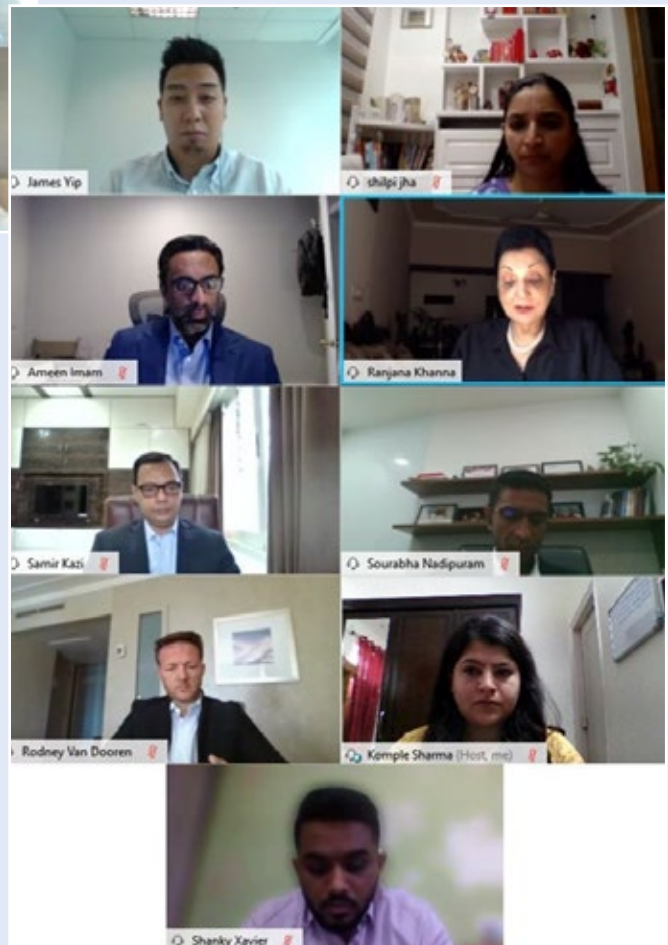 James Yip
shilpi jha
Ameen Imam
Ranjana Khanna
Samir Kazi
Sourabha Nadipuram
Rodney Van Dooren
Komple Sharma (Host, me)
Shanky Xavier